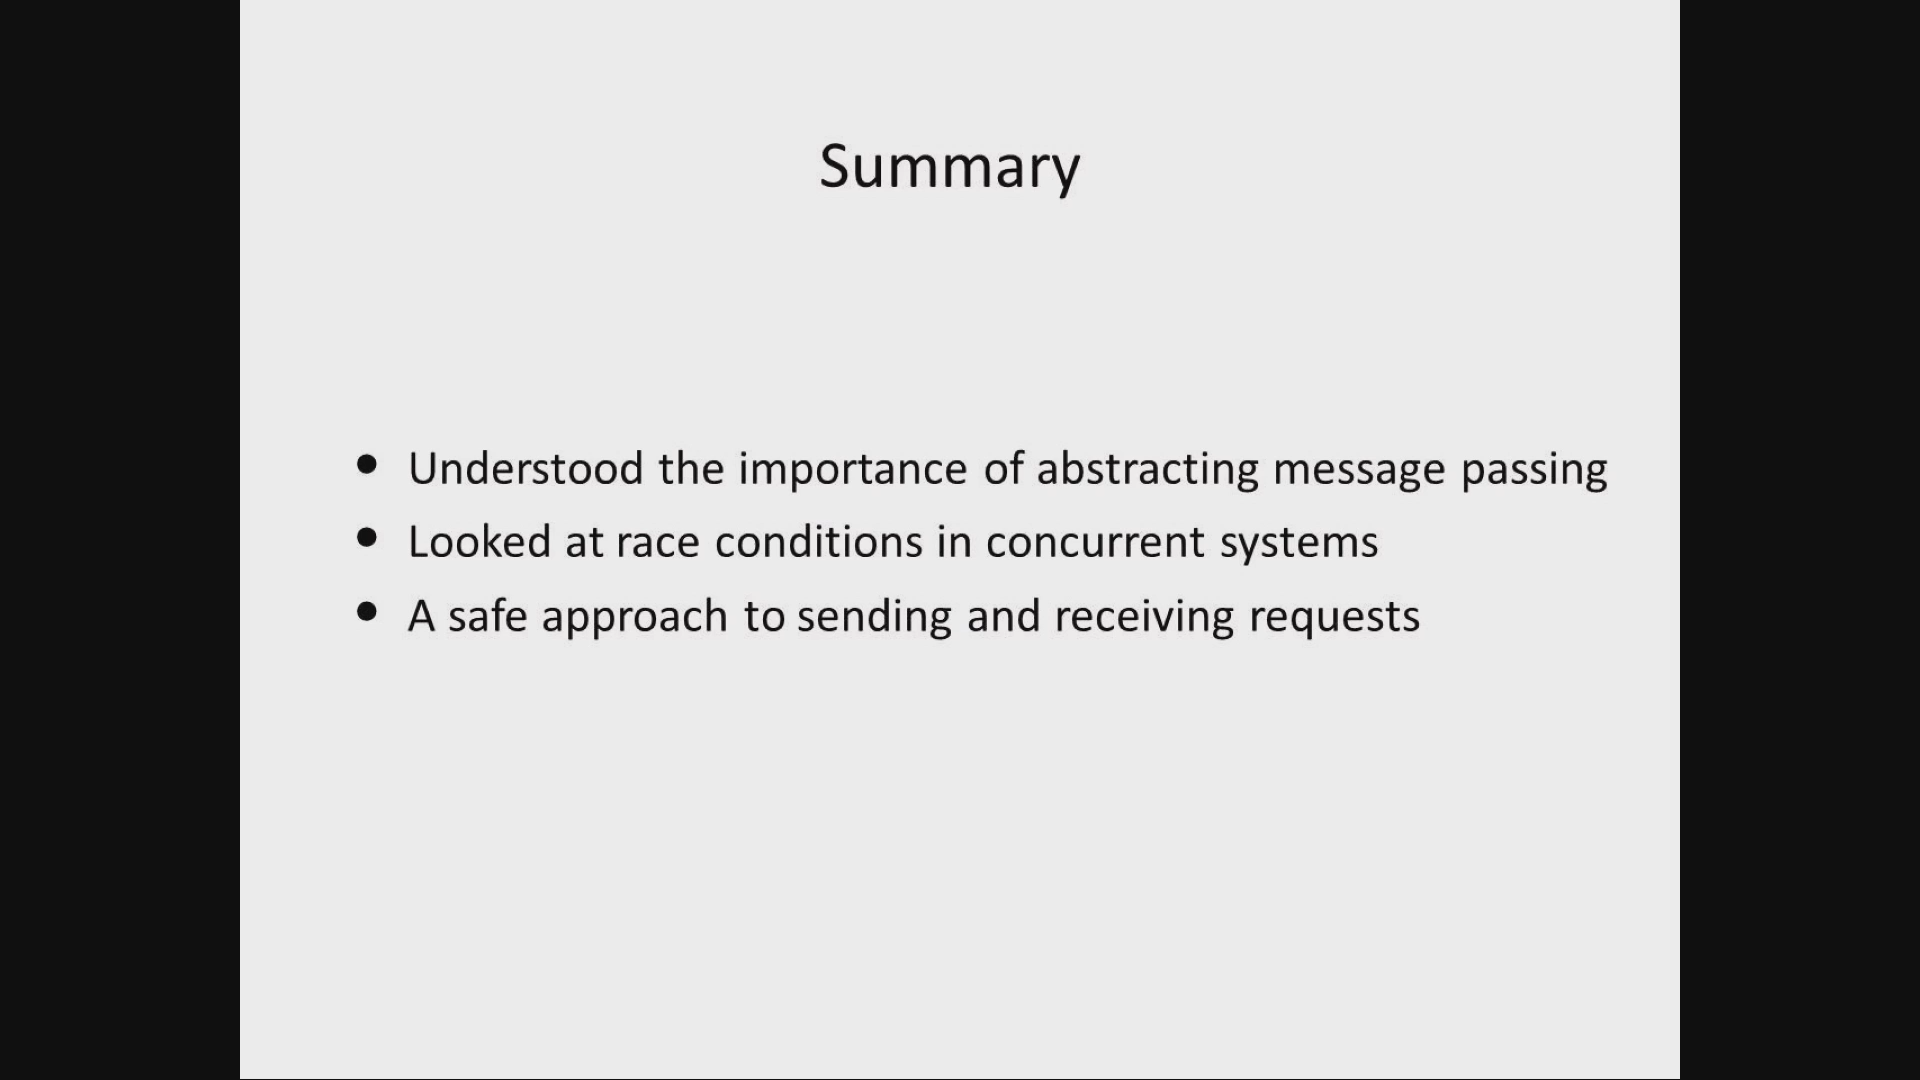 Summary
• Understood the importance of abstracting message passing
• Looked at race conditions in concurrent systems
• A safe approach to sending and receiving requests